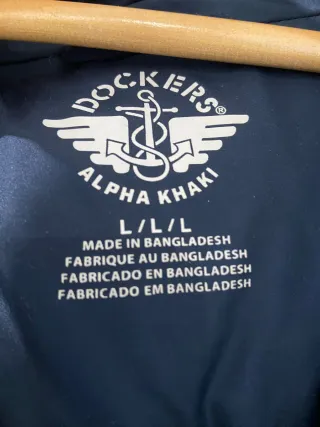 DOCKERS®
ALPHA KHAKI
L/L/L
MADE IN BANGLADESH
FABRIQUE AU BANGLADESH
FABRICADO EN BANGLADESH
FABRICADO EM BANGLADESH